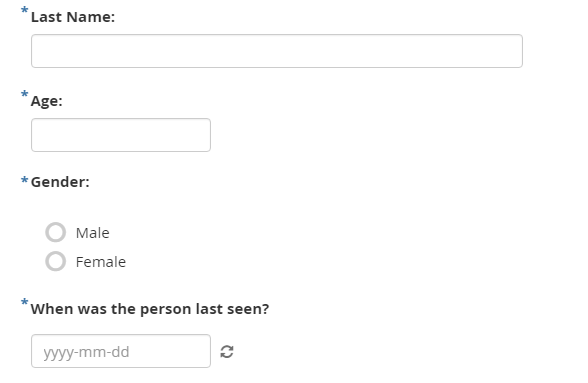 * Last Name:
* Age:
* Gender:
Male
Female
* When was the person last seen?
yyyy-mm-dd